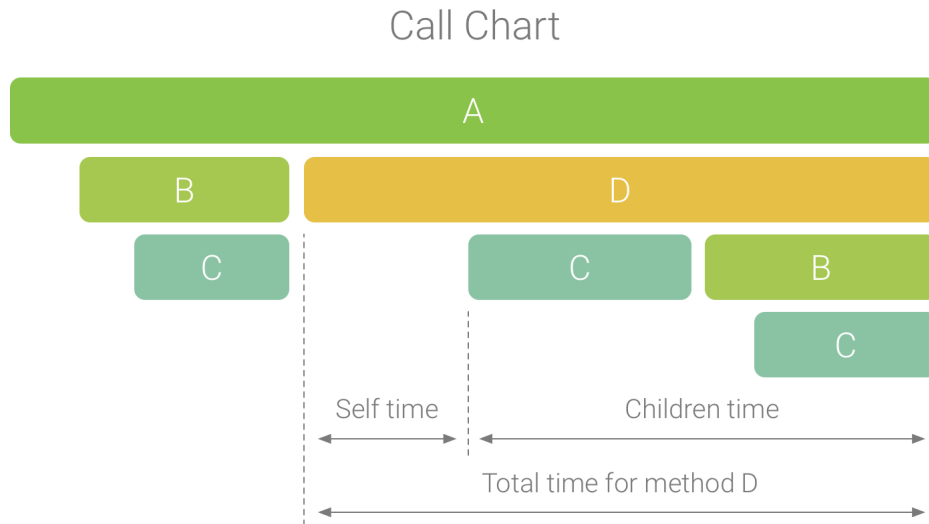 Call Chart
A
B
D
C
C
B
C
Self time
Children time
Total time for method D